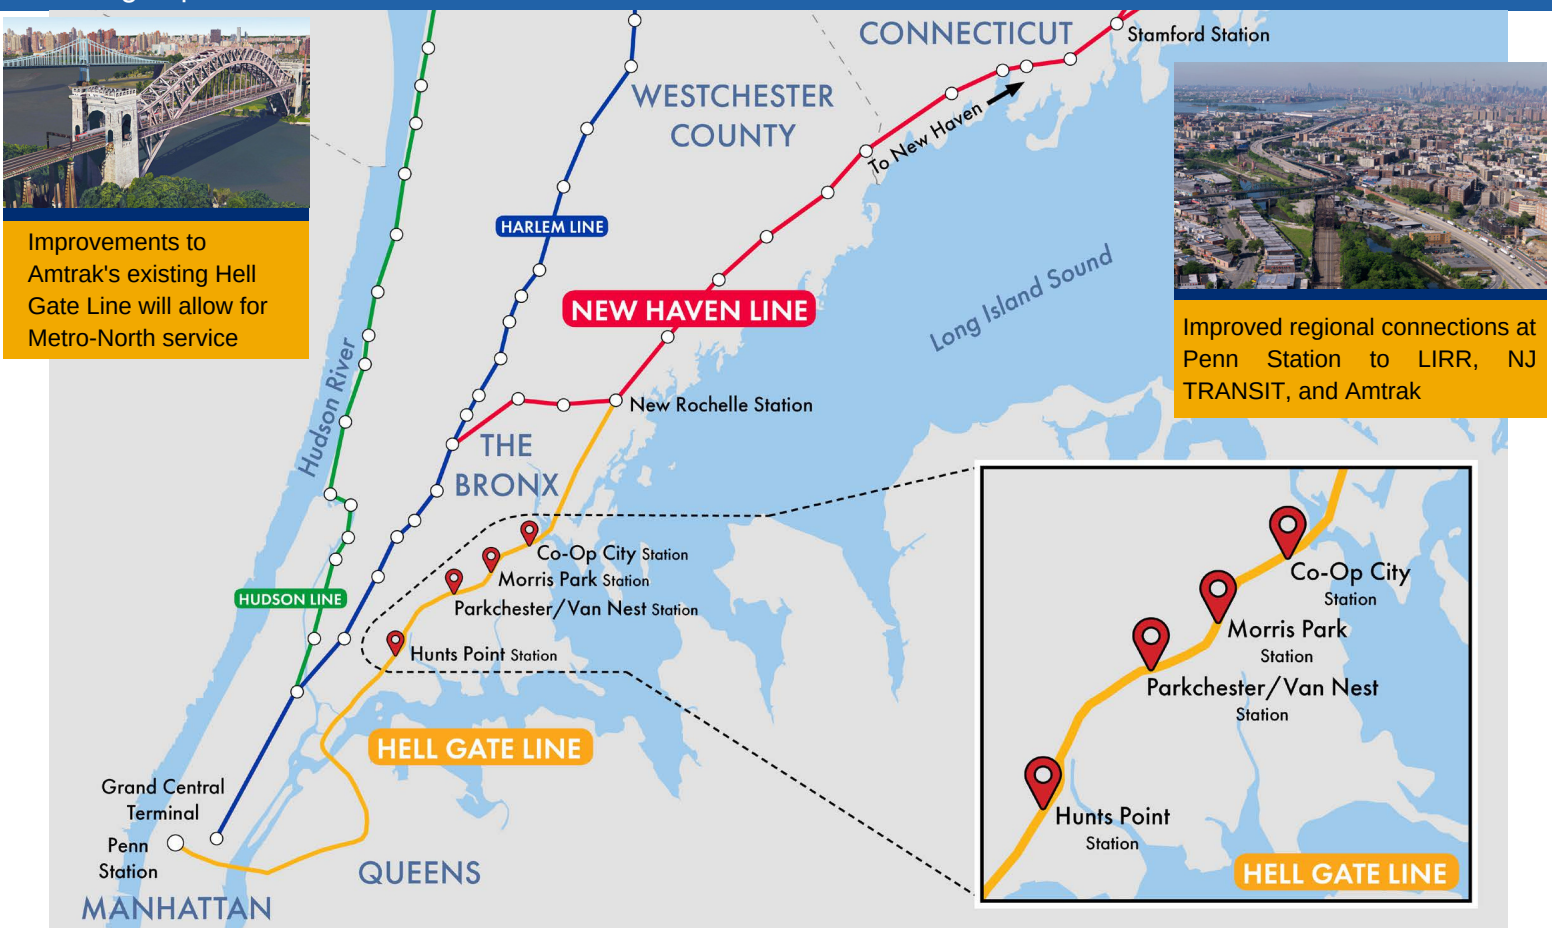 CONNECTICUT
Stamford Station
WESTCHESTER
COUNTY
To New Haven
HARLEM LINE
Improvements to
Amtrak's existing Hell
Gate Line will allow for
Metro-North service
NEW HAVEN LINE
Long Island Sound
Improved regional connections at
Penn Station to LIRR, NJ
TRANSIT, and Amtrak
Hudson River
New Rochelle Station
THE
BRONX
Co-Op City Station
Morris Park Station
Parkchester/Van Nest Station
Hunts Point Station
HUDSON LINE
HELL GATE LINE
Grand Central
Terminal
Penn
Station
QUEENS
MANHATTAN
Co-Op City
Station
Morris Park
Station
Parkchester/Van Nest
Station
Hunts Point
Station
HELL GATE LINE